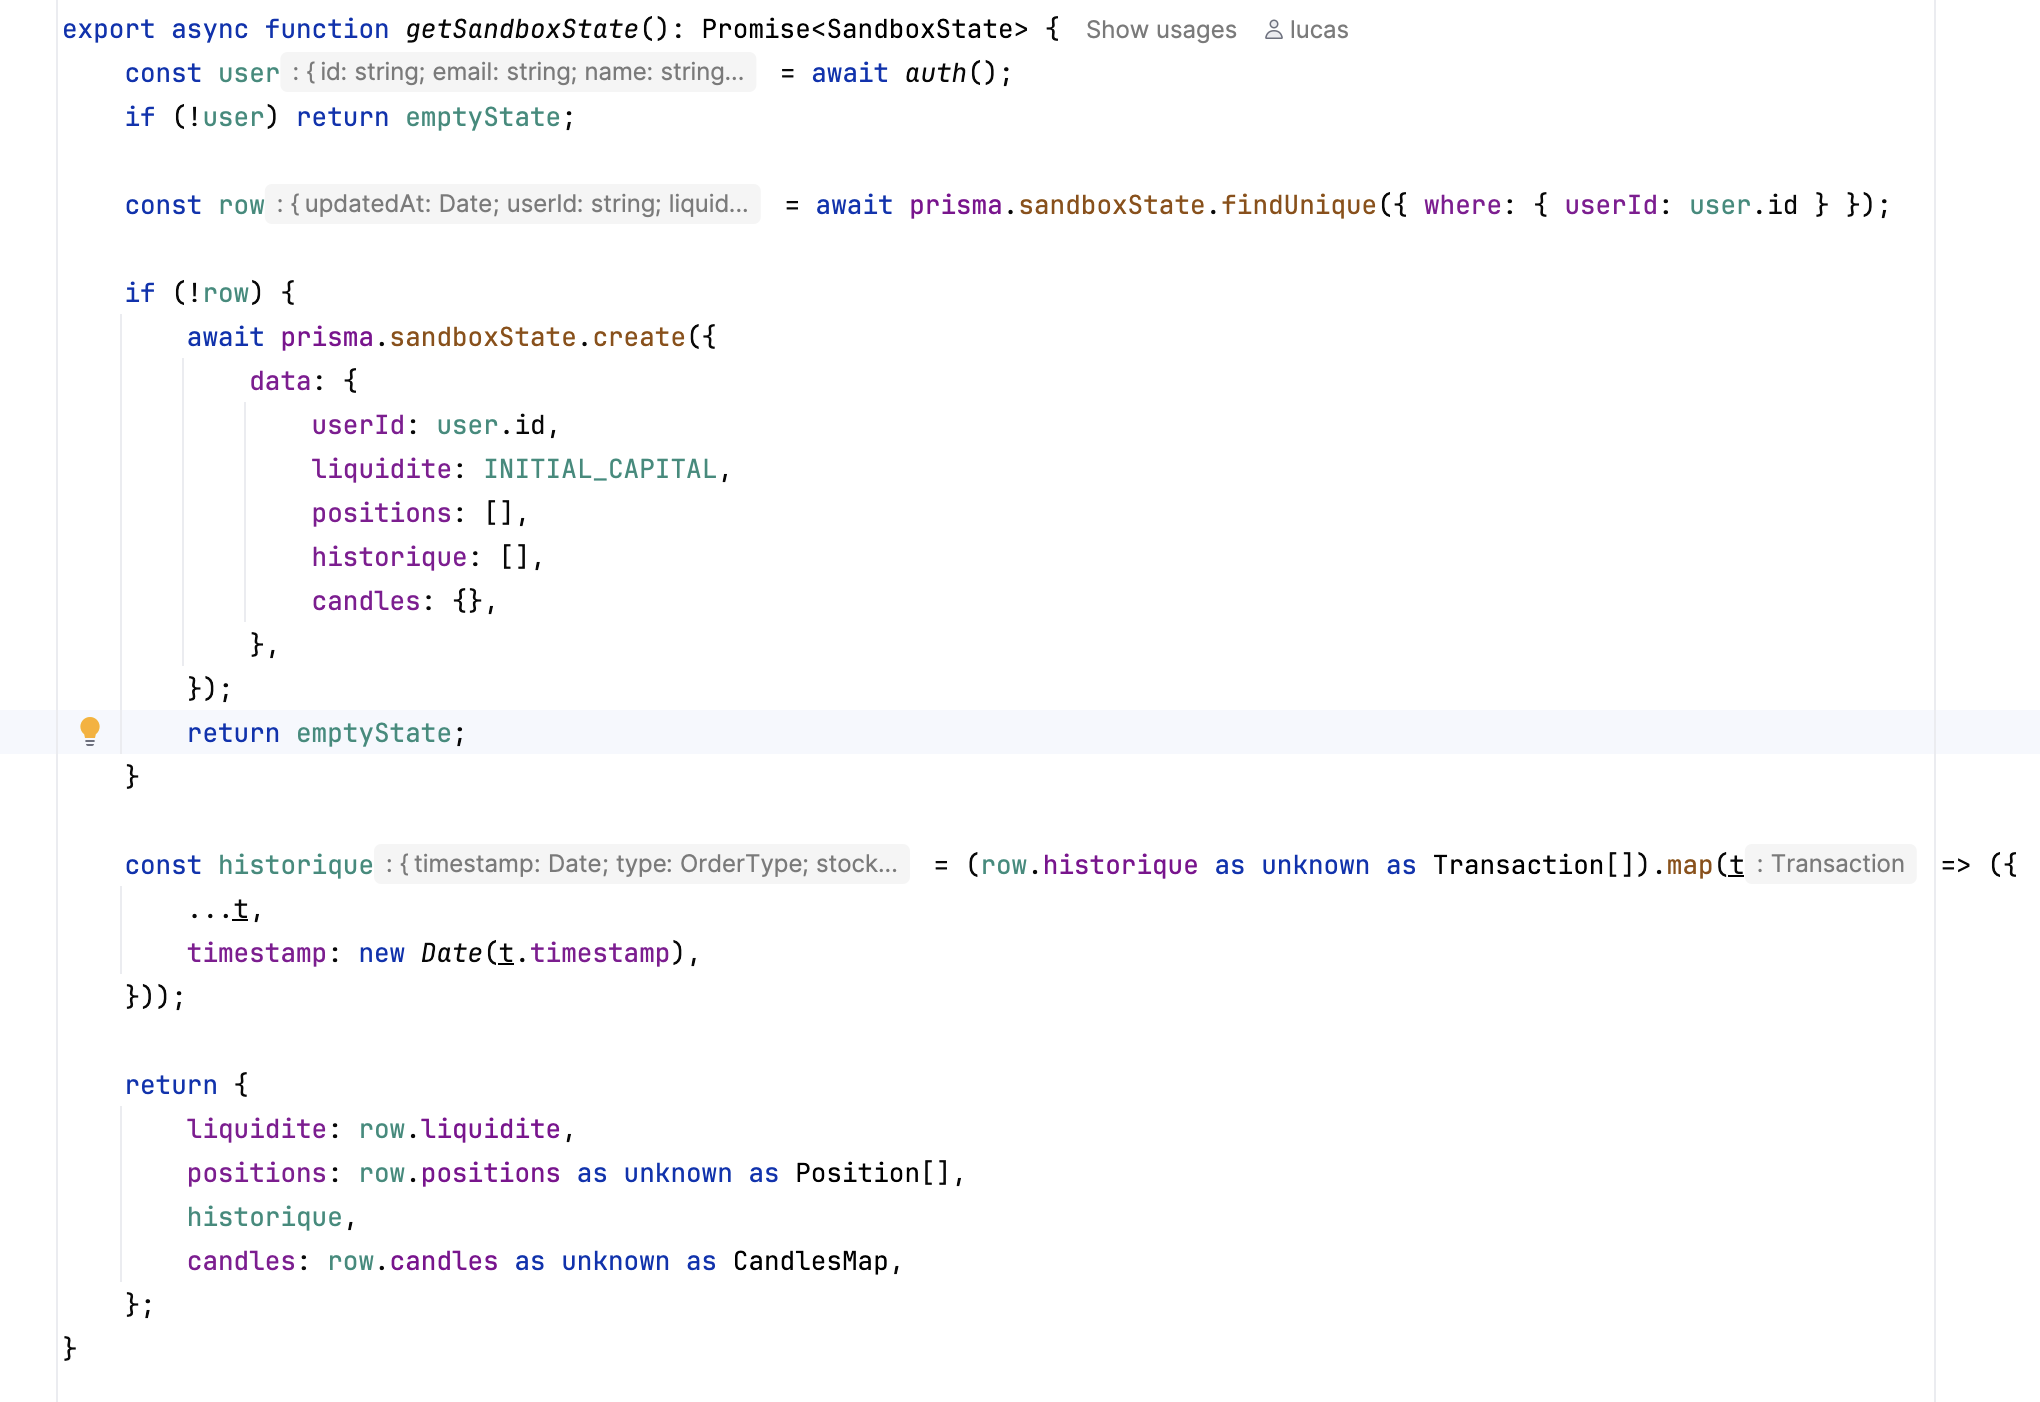 export async function getSandboxState(): Promise<SandboxState> { Show usages lucas
const user : {id: string; email: string; name: string... = await auth();
if (!user) return emptyState;
const row : {updatedAt: Date; userId: string; liquid... = await prisma.sandboxState.findUnique({ where: { userId: user.id } });
if (!row) {
await prisma.sandboxState.create({
data: {
userId: user.id,
liquidite: INITIAL_CAPITAL,
positions: [],
historique: [],
candles: {},
},
});
return emptyState;
}
const historique : {timestamp: Date; type: OrderType; stock... = (row.historique as unknown as Transaction[]).map(t : Transaction => ({
...t,
timestamp: new Date(t.timestamp),
}));
return {
liquidite: row.liquidite,
positions: row.positions as unknown as Position[],
historique,
candles: row.candles as unknown as CandlesMap,
};
}